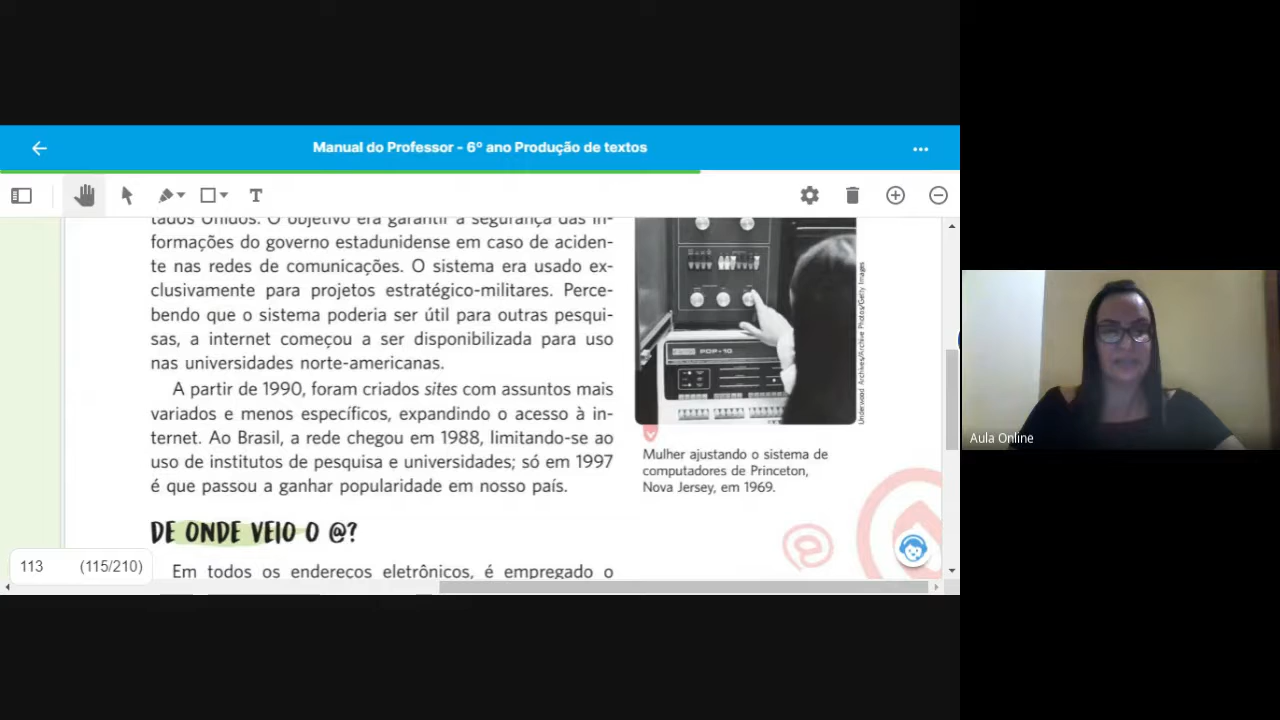 Manual do Professor - 6º ano Produção de textos
tados Unidos. O objetivo era garantir a segurança das in-
formações do governo estadunidense em caso de aciden-
te nas redes de comunicações. O sistema era usado ex-
clusivamente para projetos estratégico-militares. Perce-
bendo que o sistema poderia ser útil para outras pesqui-
sas, a internet começou a ser disponibilizada para uso
nas universidades norte-americanas.
A partir de 1990, foram criados sites com assuntos mais
variados e menos específicos, expandindo o acesso à in-
ternet. Ao Brasil, a rede chegou em 1988, limitando-se ao
uso de institutos de pesquisa e universidades; só em 1997
é que passou a ganhar popularidade em nosso país.
DE ONDE VEIO O @?
Em todos os endereços eletrônicos, é empregado o
PDP-10
Underwood Archives/Archive Photos/Getty Images
Mulher ajustando o sistema de
computadores de Princeton,
Nova Jersey, em 1969.
113 (115/210)
Aula Online